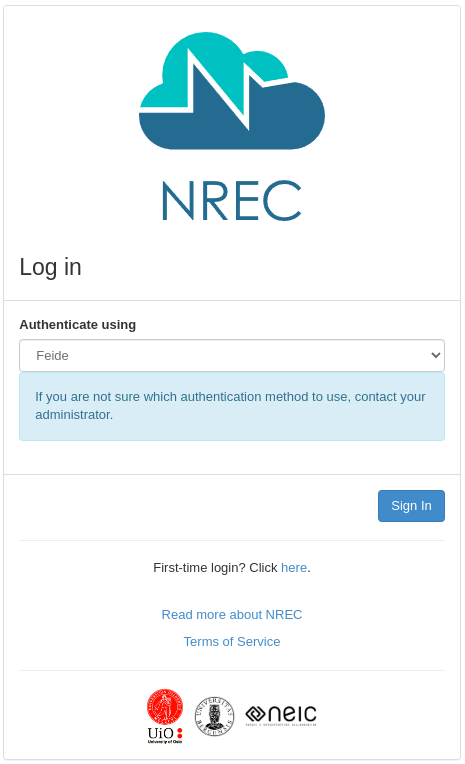 NREC
Log in
Authenticate using
Feide
If you are not sure which authentication method to use, contact your
administrator.
Sign In
First-time login? Click here.
Read more about NREC
Terms of Service
UiO
University of Oslo
neic